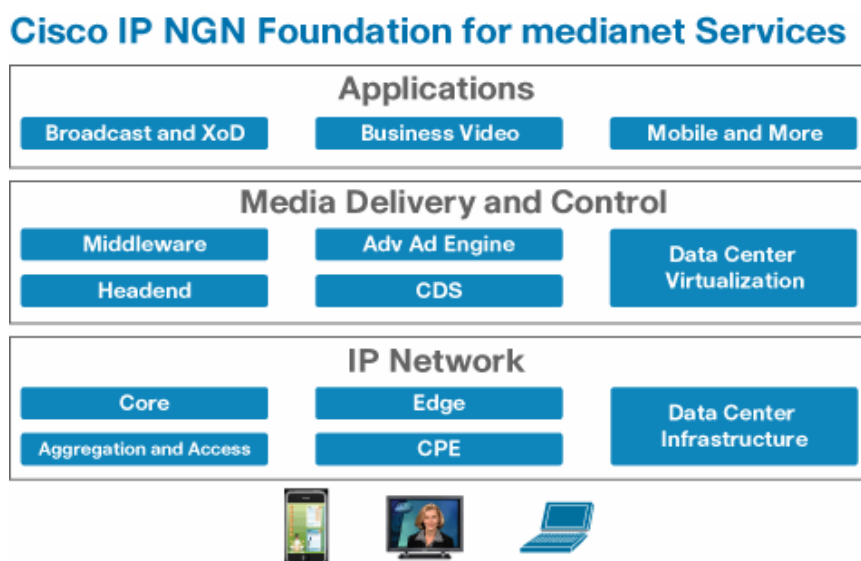 Cisco IP NGN Foundation for medianet Services
Applications
Broadcast and XoD
Business Video
Mobile and More
Media Delivery and Control
Middleware
Adv Ad Engine
Data Center
Virtualization
Headend
CDS
IP Network
Core
Edge
Data Center
Infrastructure
Aggregation and Access
CPE